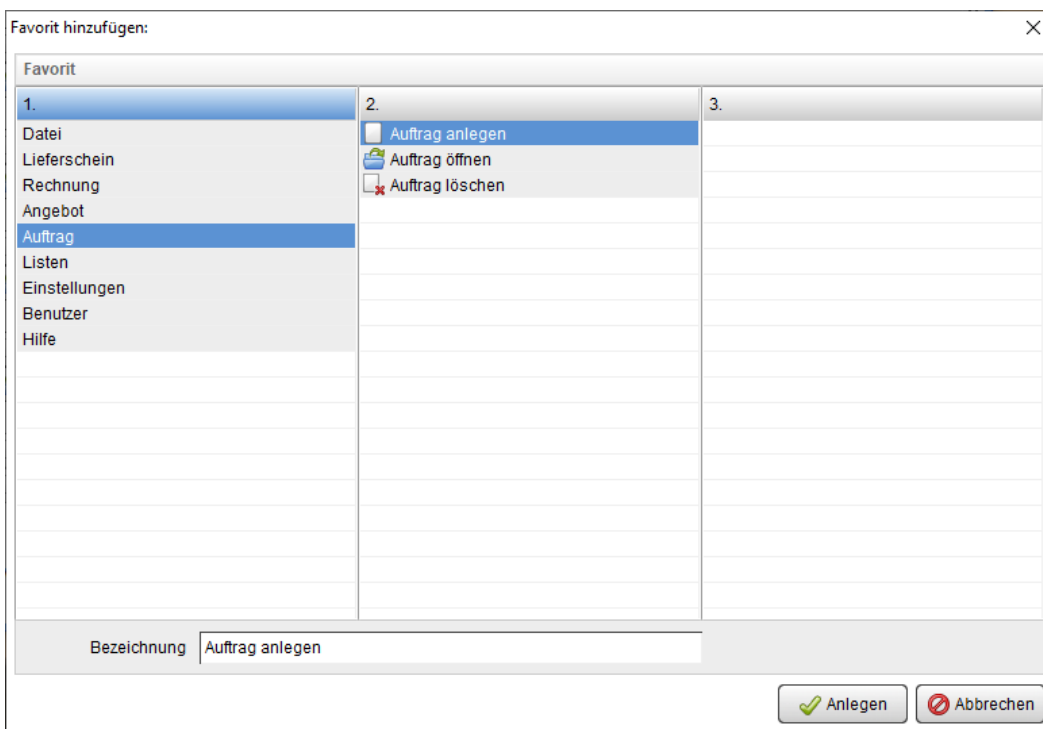 Favorit hinzufügen:
Favorit
1. 2. 3.
Datei Auftrag anlegen
Lieferschein Auftrag öffnen
Rechnung Auftrag löschen
Angebot
Auftrag
Listen
Einstellungen
Benutzer
Hilfe
Bezeichnung Auftrag anlegen
Anlegen Abbrechen